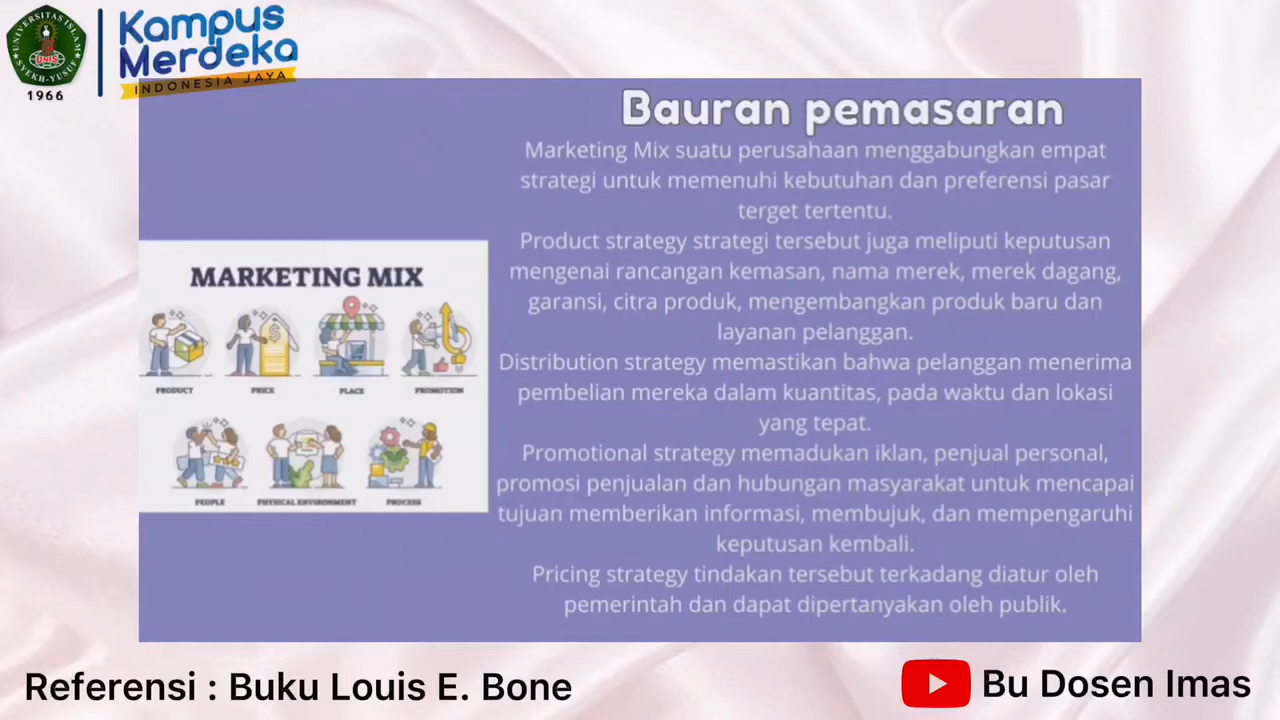 UNIVERSITAS ISLAM
UNIS
SYEKH-YUSUF
1966
Kampus
Merdeka
INDONESIA JAYA
Bauran pemasaran
Marketing Mix suatu perusahaan menggabungkan empat
strategi untuk memenuhi kebutuhan dan preferensi pasar
terget tertentu.
Product strategy strategi tersebut juga meliputi keputusan
mengenai rancangan kemasan, nama merek, merek dagang,
garansi, citra produk, mengembangkan produk baru dan
layanan pelanggan.
Distribution strategy memastikan bahwa pelanggan menerima
pembelian mereka dalam kuantitas, pada waktu dan lokasi
yang tepat.
Promotional strategy memadukan iklan, penjual personal,
promosi penjualan dan hubungan masyarakat untuk mencapai
tujuan memberikan informasi, membujuk, dan mempengaruhi
keputusan kembali.
Pricing strategy tindakan tersebut terkadang diatur oleh
pemerintah dan dapat dipertanyakan oleh publik.
MARKETING MIX
PRODUCT
PRICE
PLACE
PROMOTION
PEOPLE
PHYSICAL ENVIRONMENT
PROCESS
Referensi : Buku Louis E. Bone
Bu Dosen Imas